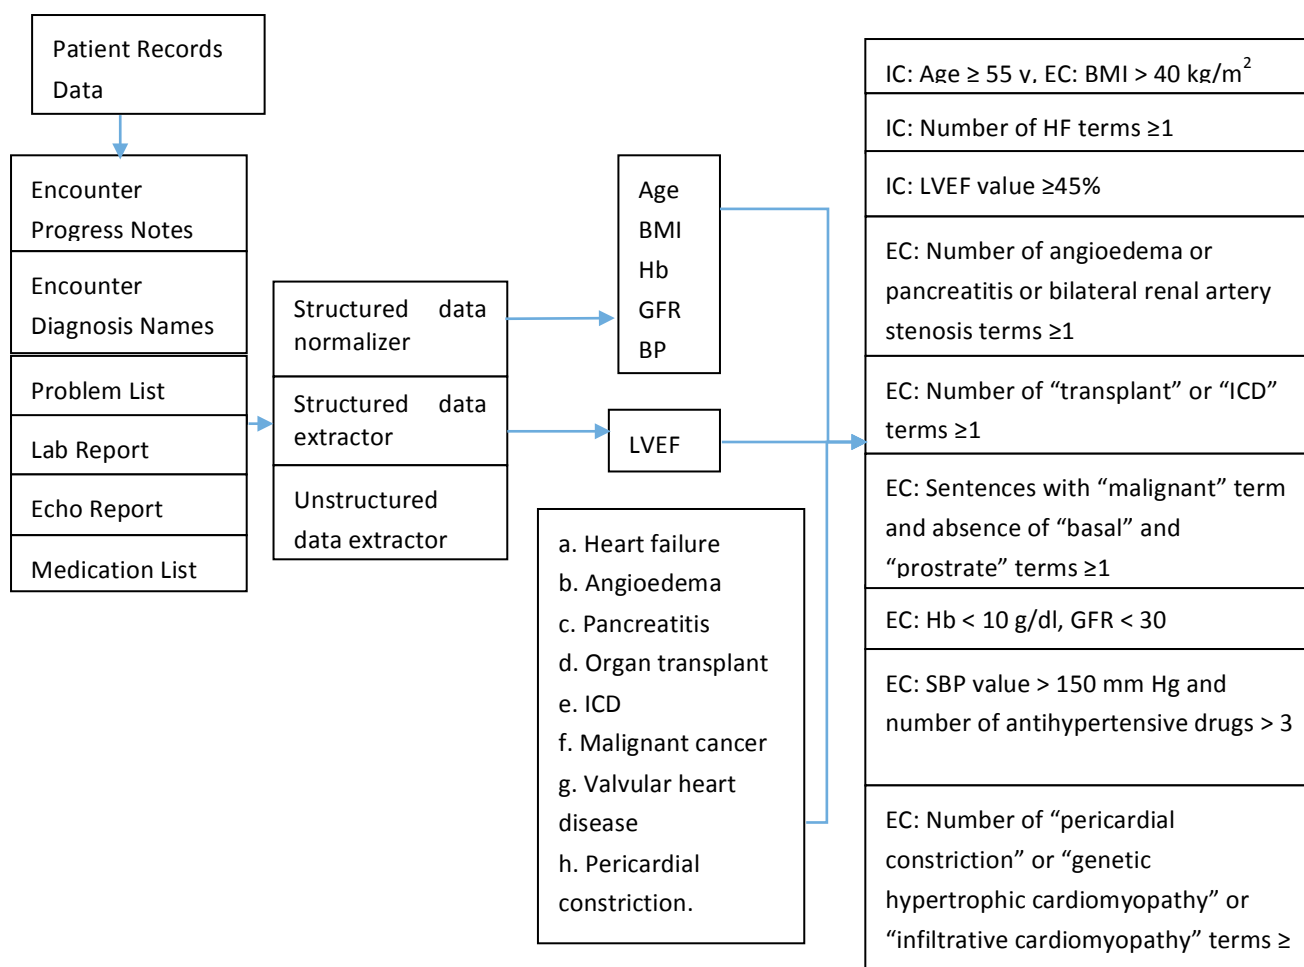 Patient Records
Data
Encounter
Progress Notes
Encounter
Diagnosis Names
Problem List
Lab Report
Echo Report
Medication List
Structured data
normalizer
Structured data
extractor
Unstructured
data extractor
Age
BMI
Hb
GFR
BP
LVEF
a. Heart failure
b. Angioedema
c. Pancreatitis
d. Organ transplant
e. ICD
f. Malignant cancer
g. Valvular heart
disease
h. Pericardial
constriction.
IC: Age ≥ 55 y, EC: BMI > 40 kg/m²
IC: Number of HF terms ≥1
IC: LVEF value ≥45%
EC: Number of angioedema or
pancreatitis or bilateral renal artery
stenosis terms ≥1
EC: Number of “transplant” or “ICD”
terms ≥1
EC: Sentences with “malignant” term
and absence of “basal” and
“prostrate” terms ≥1
EC: Hb < 10 g/dl, GFR < 30
EC: SBP value > 150 mm Hg and
number of antihypertensive drugs > 3
EC: Number of “pericardial
constriction” or “genetic
hypertrophic cardiomyopathy” or
“infiltrative cardiomyopathy” terms ≥